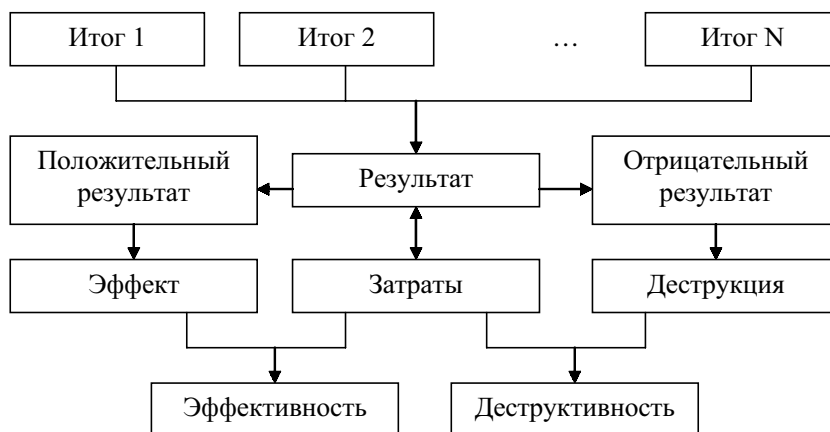 Итог 1
Итог 2
…
Итог N
Положительный
результат
Результат
Отрицательный
результат
Эффект
Затраты
Деструкция
Эффективность
Деструктивность